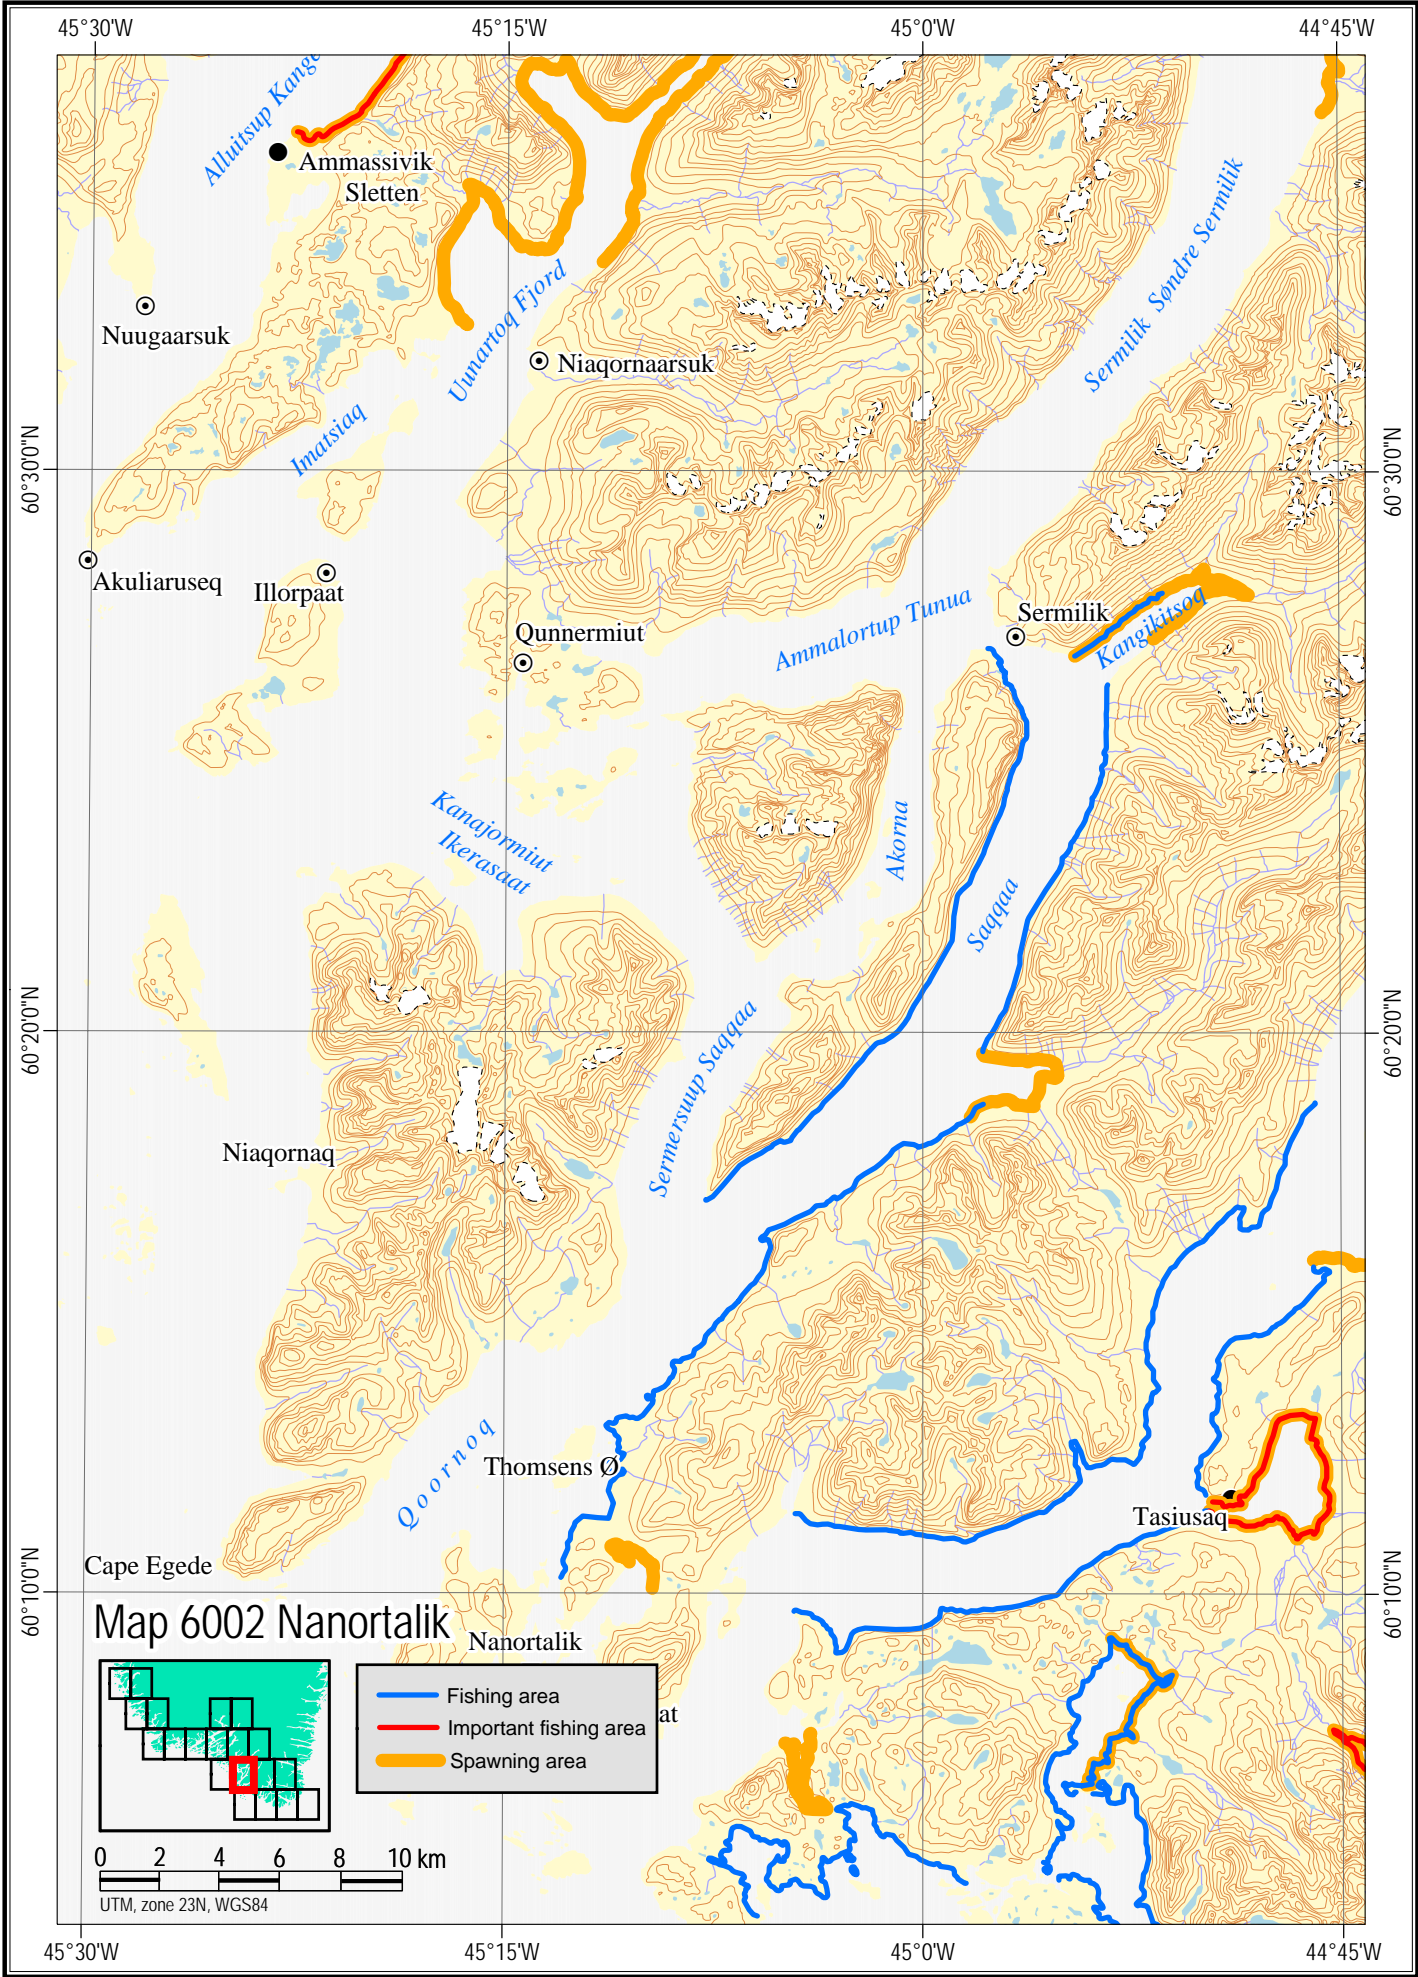 45°30'W
45°15'W
45°0'W
44°45'W
Alluitsup Kange
Ammassivik
Sletten
Sermilik Søndre Sermilik
Nuugaarsuk
Uunartoq Fjord
Niaqornaarsuk
Imatsiaq
60°30'0"N
60°30'0"N
Akuliaruseq
Illorpaat
Ammalortup Tunua
Sermilik
Kangikitsoq
Qunnermiut
Kanajormiut
Ikerasaat
Akorna
Saqqaa
60°20'0"N
60°20'0"N
Sermersuup Saqqaa
Niaqornaq
Qoornoq
Thomsens Ø
Tasiusaq
Cape Egede
60°10'0"N
60°10'0"N
Map 6002 Nanortalik
Nanortalik
at
Fishing area
Important fishing area
Spawning area
0 2 4 6 8 10 km
UTM, zone 23N, WGS84
45°30'W
45°15'W
45°0'W
44°45'W